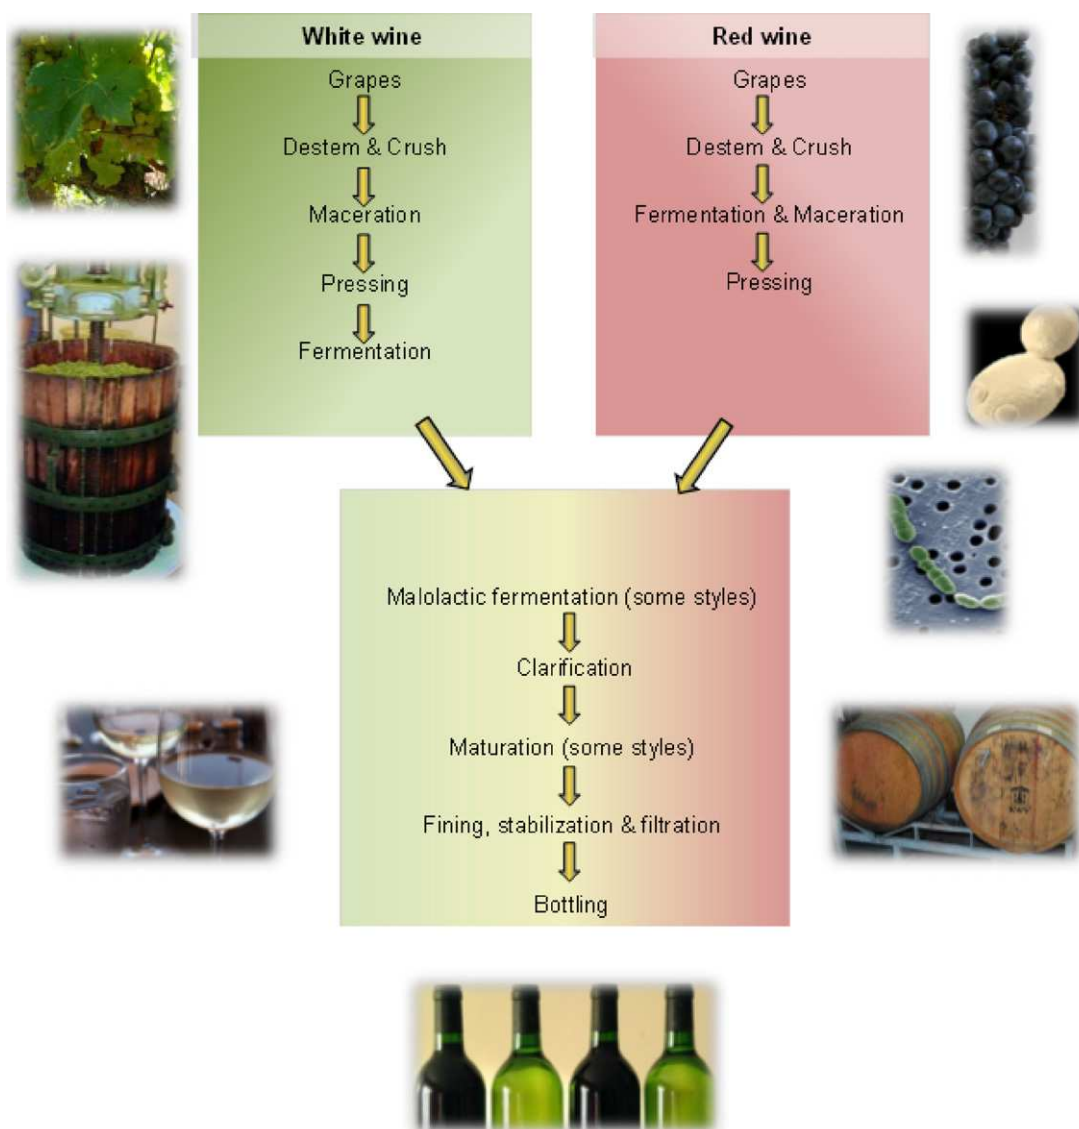 White wine
Grapes
Destem & Crush
Maceration
Pressing
Fermentation
Red wine
Grapes
Destem & Crush
Fermentation & Maceration
Pressing
Malolactic fermentation (some styles)
Clarification
Maturation (some styles)
Fining, stabilization & filtration
Bottling